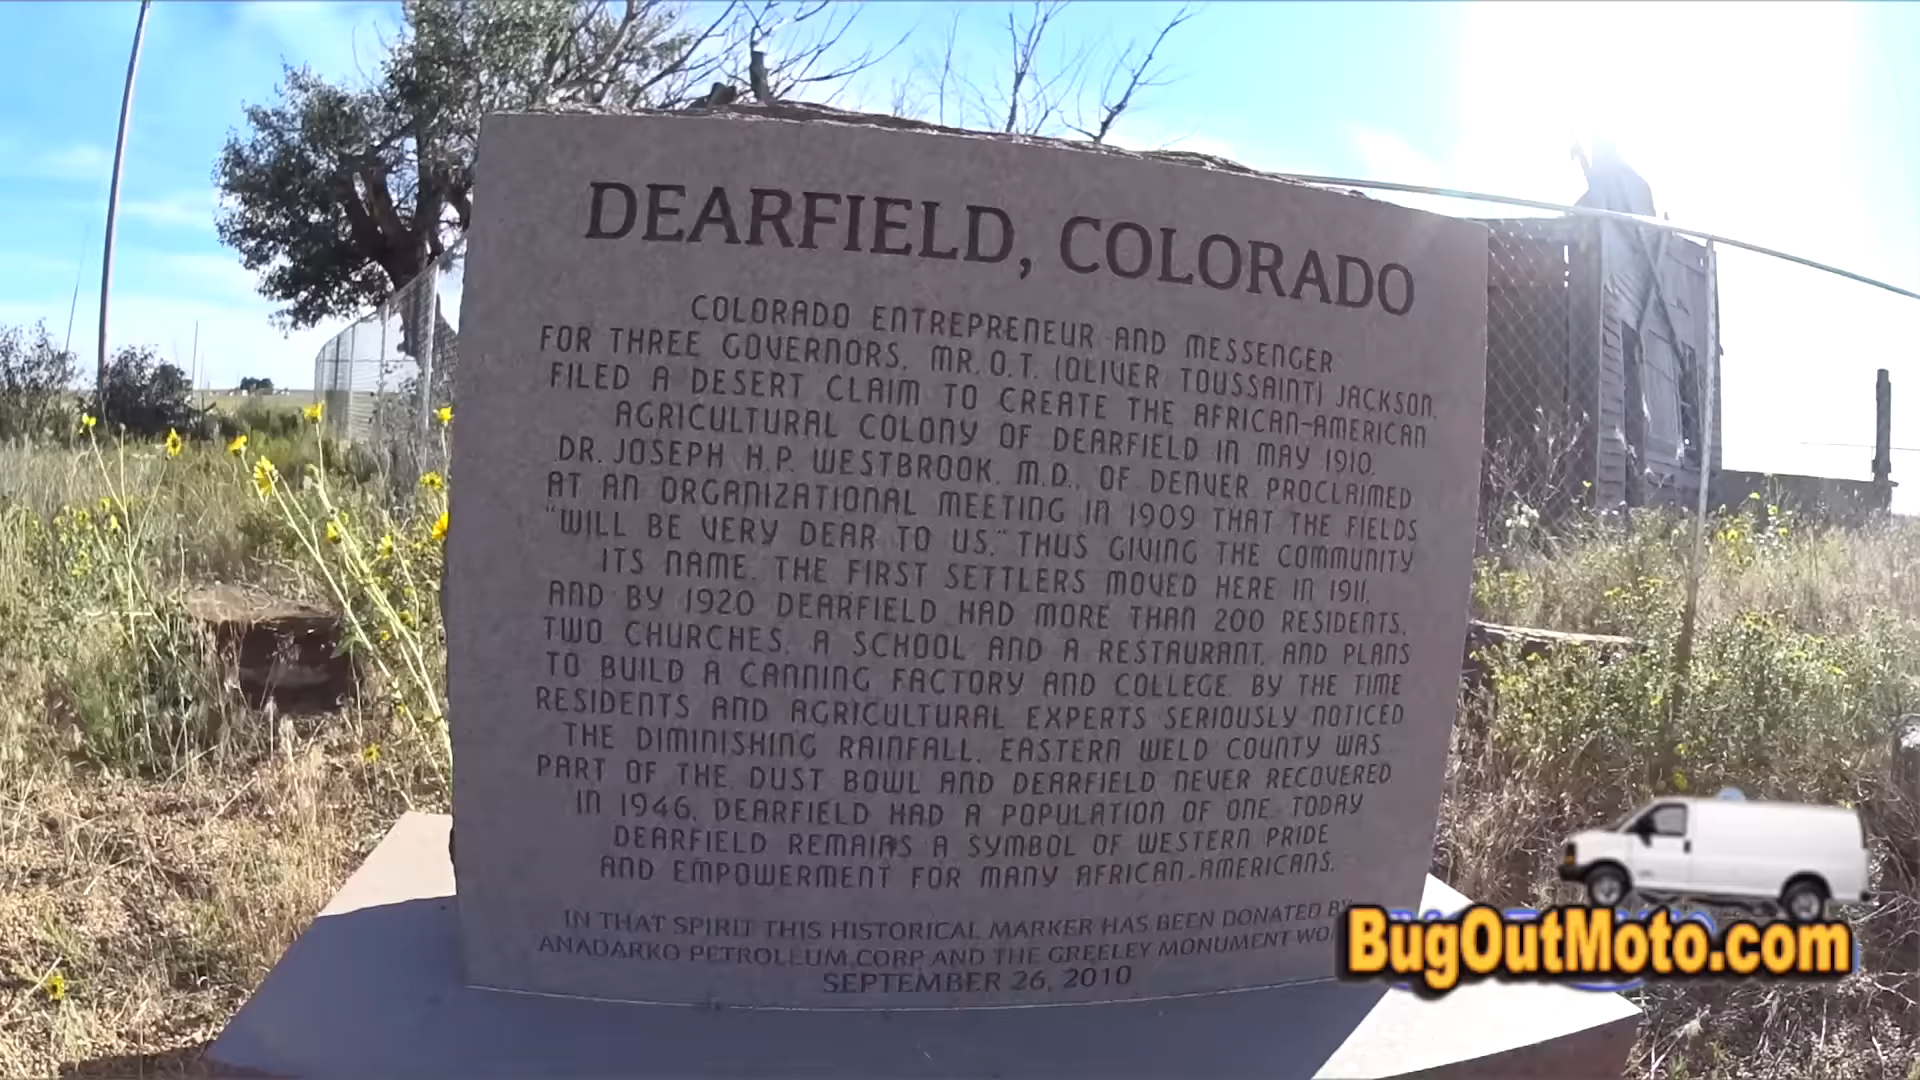 DEARFIELD, COLORADO
COLORADO ENTREPRENEUR AND MESSENGER
FOR THREE GOVERNORS, MR. O.T. (OLIVER TOUSSAINT) JACKSON,
FILED A DESERT CLAIM TO CREATE THE AFRICAN-AMERICAN
AGRICULTURAL COLONY OF DEARFIELD IN MAY 1910.
DR. JOSEPH H.P. WESTBROOK, M.D., OF DENVER PROCLAIMED
AT AN ORGANIZATIONAL MEETING IN 1909 THAT THE FIELDS
"WILL BE VERY DEAR TO US," THUS GIVING THE COMMUNITY
ITS NAME. THE FIRST SETTLERS MOVED HERE IN 1911,
AND BY 1920 DEARFIELD HAD MORE THAN 200 RESIDENTS,
TWO CHURCHES, A SCHOOL AND A RESTAURANT, AND PLANS
TO BUILD A CANNING FACTORY AND COLLEGE. BY THE TIME
RESIDENTS AND AGRICULTURAL EXPERTS SERIOUSLY NOTICED
THE DIMINISHING RAINFALL, EASTERN WELD COUNTY WAS
PART OF THE DUST BOWL AND DEARFIELD NEVER RECOVERED
IN 1946, DEARFIELD HAD A POPULATION OF ONE. TODAY
DEARFIELD REMAINS A SYMBOL OF WESTERN PRIDE
AND EMPOWERMENT FOR MANY AFRICAN-AMERICANS.
IN THAT SPIRIT THIS HISTORICAL MARKER HAS BEEN DONATED BY
ANADARKO PETROLEUM CORP AND THE GREELEY MONUMENT
SEPTEMBER 26, 2010
BugOutMoto.com